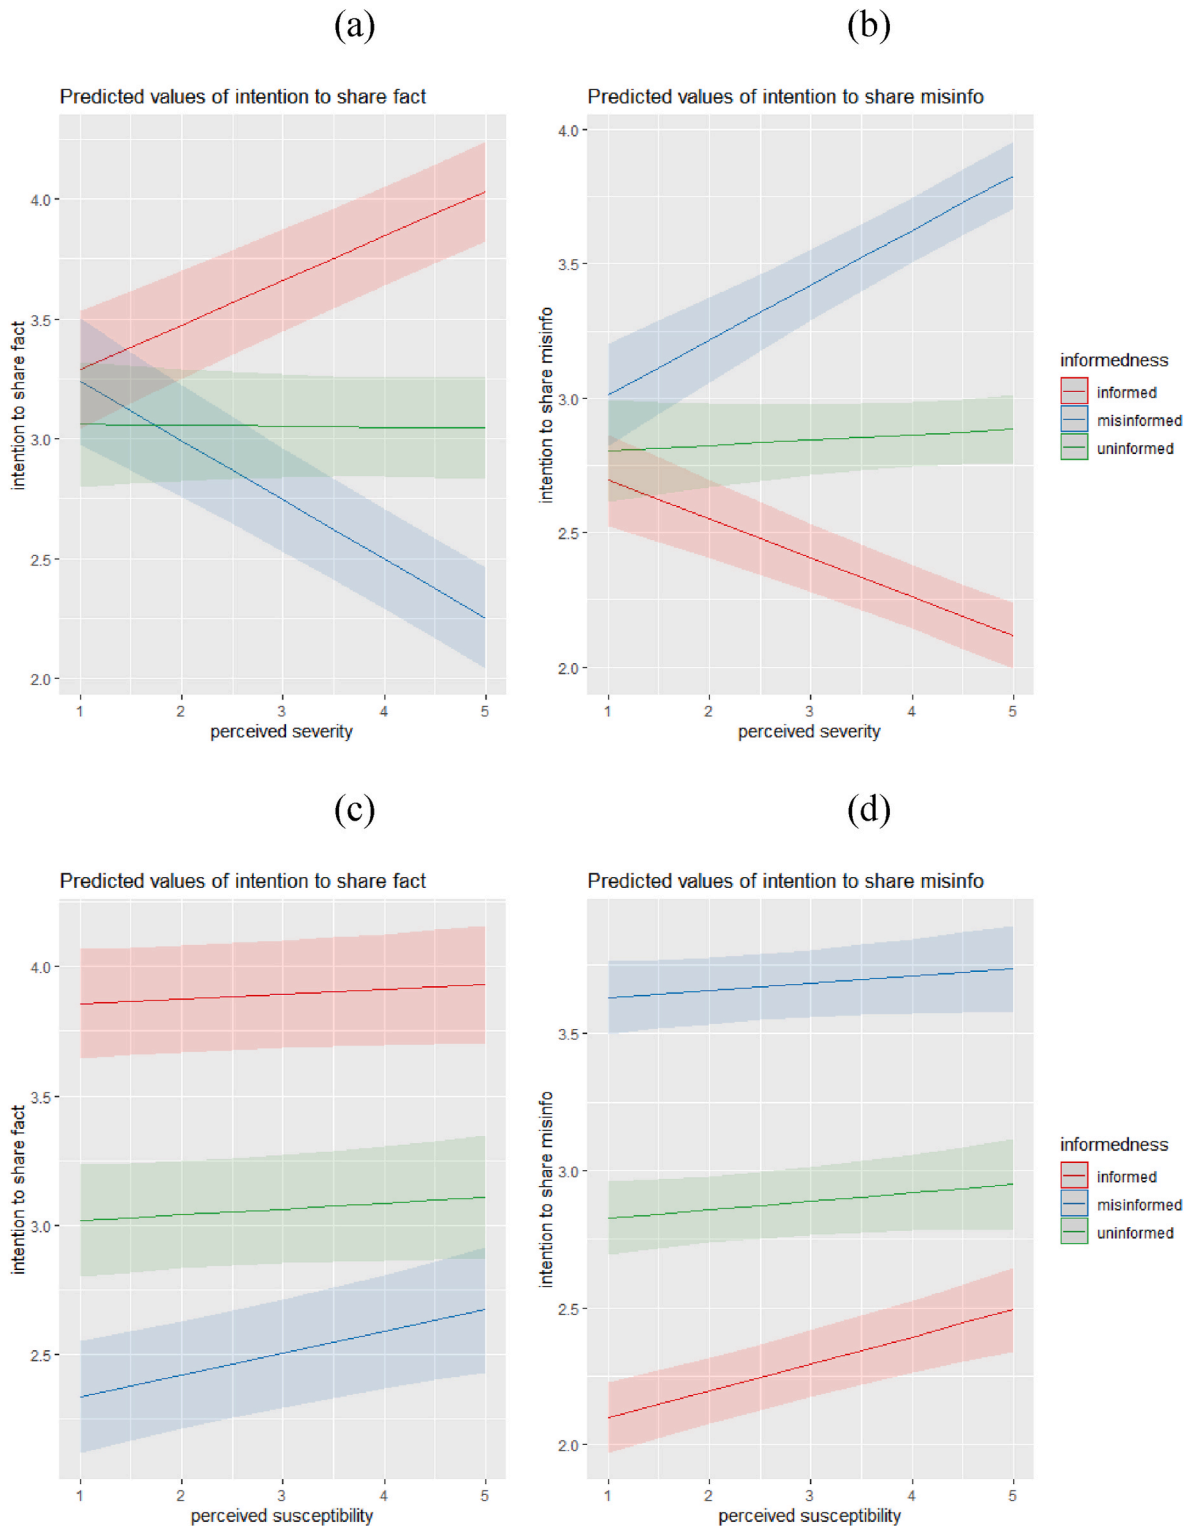 (a)
(b)
Predicted values of intention to share fact
Predicted values of intention to share misinfo
intention to share fact
4.0
3.5
3.0
2.5
2.0
1 2 3 4 5
perceived severity
intention to share misinfo
4.0
3.5
3.0
2.5
2.0
1 2 3 4 5
perceived severity
informedness
informed
misinformed
uninformed
(c)
(d)
Predicted values of intention to share fact
Predicted values of intention to share misinfo
intention to share fact
4.0
3.5
3.0
2.5
1 2 3 4 5
perceived susceptibility
intention to share misinfo
3.5
3.0
2.5
2.0
1 2 3 4 5
perceived susceptibility
informedness
informed
misinformed
uninformed